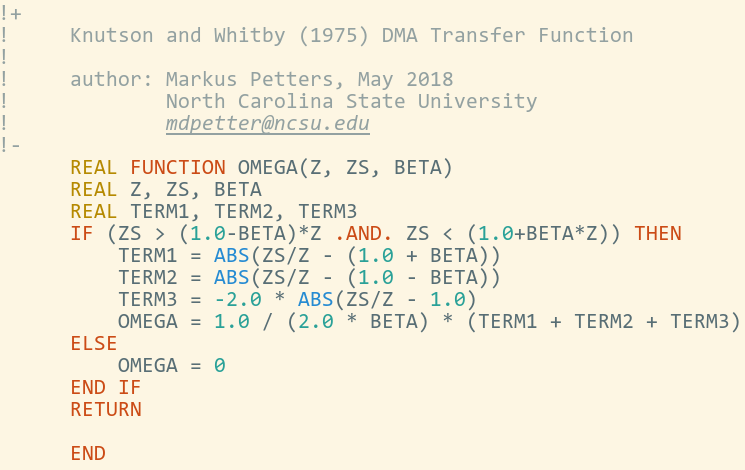 !+
!     Knutson and Whitby (1975) DMA Transfer Function
!
!     author: Markus Petters, May 2018
!             North Carolina State University
!             mdpetter@ncsu.edu
!-
      REAL FUNCTION OMEGA(Z, ZS, BETA)
      REAL Z, ZS, BETA
      REAL TERM1, TERM2, TERM3
      IF (ZS > (1.0-BETA)*Z .AND. ZS < (1.0+BETA*Z)) THEN
          TERM1 = ABS(ZS/Z - (1.0 + BETA))
          TERM2 = ABS(ZS/Z - (1.0 - BETA))
          TERM3 = -2.0 * ABS(ZS/Z - 1.0)
          OMEGA = 1.0 / (2.0 * BETA) * (TERM1 + TERM2 + TERM3)
      ELSE
          OMEGA = 0
      END IF
      RETURN

      END